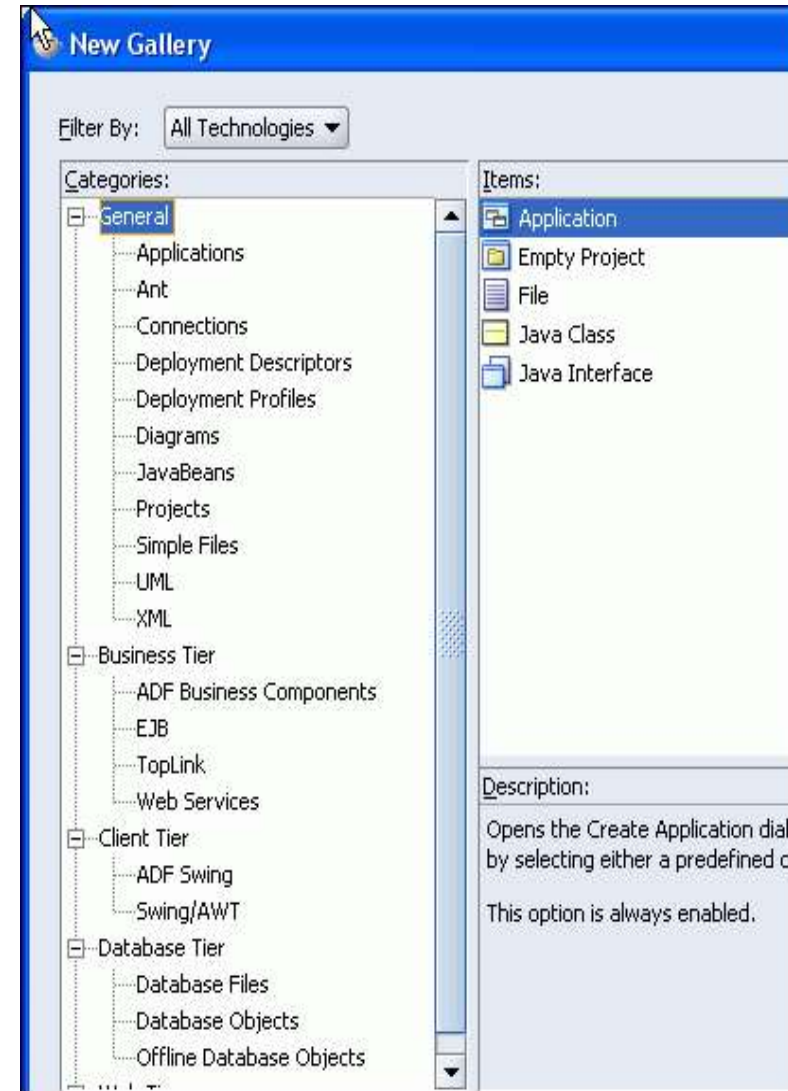 New Gallery
Filter By: All Technologies
Categories:
General
Applications
Ant
Connections
Deployment Descriptors
Deployment Profiles
Diagrams
JavaBeans
Projects
Simple Files
UML
XML
Business Tier
ADF Business Components
EJB
TopLink
Web Services
Client Tier
ADF Swing
Swing/AWT
Database Tier
Database Files
Database Objects
Offline Database Objects
Items:
Application
Empty Project
File
Java Class
Java Interface
Description:
Opens the Create Application
by selecting either a predefined
This option is always enabled.